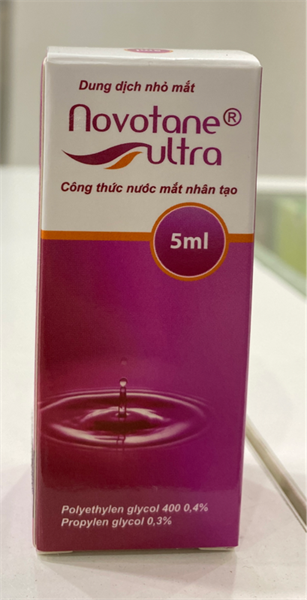 Dung dịch nhỏ mắt
Novotane®
ultra
Công thức nước mắt nhân tạo
5ml
Polyethylen glycol 400 0,4%
Propylen glycol 0,3%